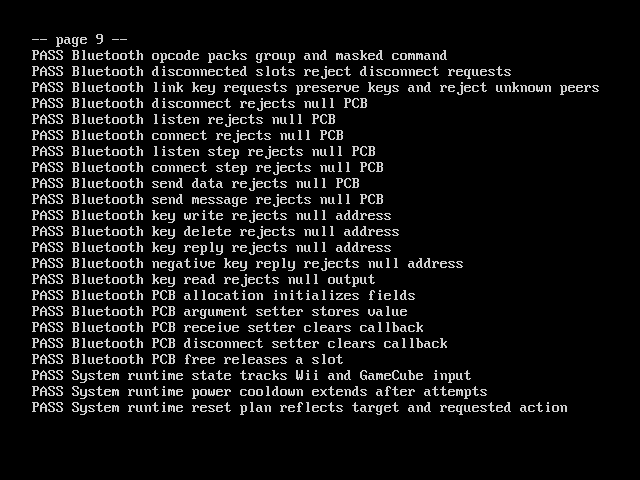 -- page 9 --
PASS Bluetooth opcode packs group and masked command
PASS Bluetooth disconnected slots reject disconnect requests
PASS Bluetooth link key requests preserve keys and reject unknown peers
PASS Bluetooth disconnect rejects null PCB
PASS Bluetooth listen rejects null PCB
PASS Bluetooth connect rejects null PCB
PASS Bluetooth listen step rejects null PCB
PASS Bluetooth connect step rejects null PCB
PASS Bluetooth send data rejects null PCB
PASS Bluetooth send message rejects null PCB
PASS Bluetooth key write rejects null address
PASS Bluetooth key delete rejects null address
PASS Bluetooth key reply rejects null address
PASS Bluetooth negative key reply rejects null address
PASS Bluetooth key read rejects null output
PASS Bluetooth PCB allocation initializes fields
PASS Bluetooth PCB argument setter stores value
PASS Bluetooth PCB receive setter clears callback
PASS Bluetooth PCB disconnect setter clears callback
PASS Bluetooth PCB free releases a slot
PASS System runtime state tracks Wii and GameCube input
PASS System runtime power cooldown extends after attempts
PASS System runtime reset plan reflects target and requested action